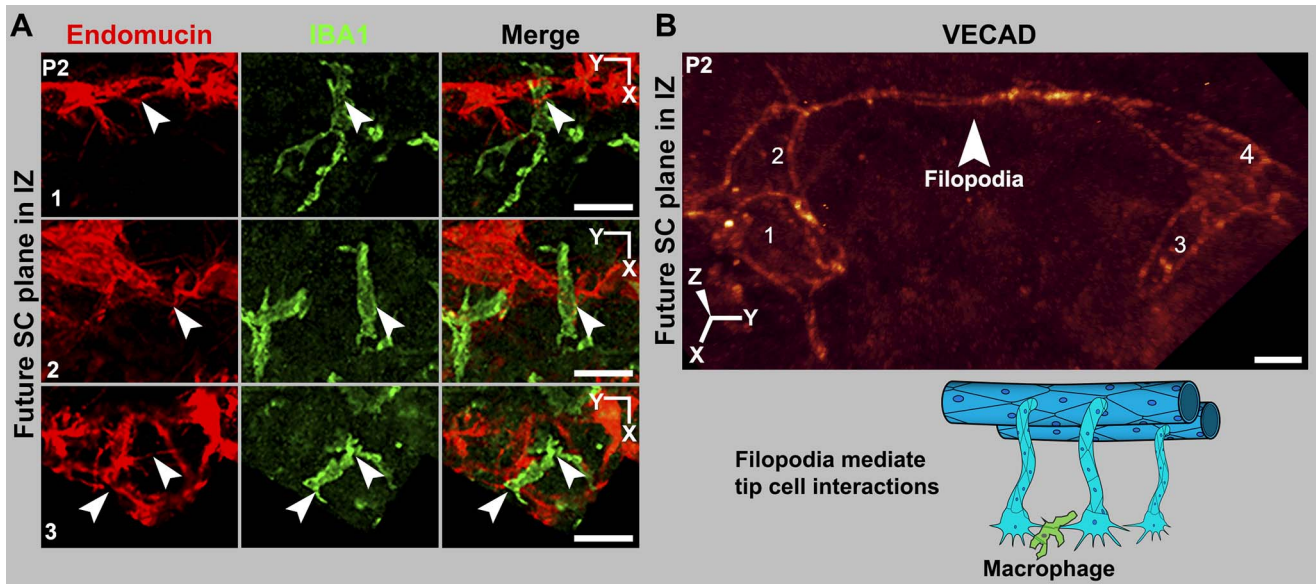 A
Endomucin
IBA1
Merge
Future SC plane in IZ
P2
1
Y
X
2
Y
X
3
Y
X
B
VECAD
Future SC plane in IZ
P2
2
1
Filopodia
4
3
Z
Y
X
Filopodia mediate
tip cell interactions
Macrophage